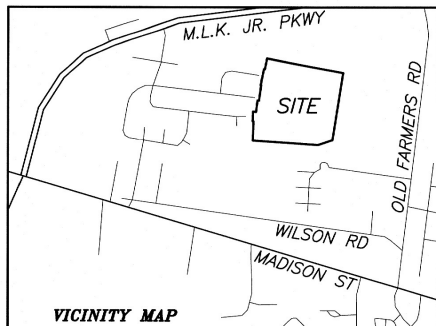 M.L.K. JR. PKWY
SITE
OLD FARMERS RD
WILSON RD
MADISON ST
VICINITY MAP